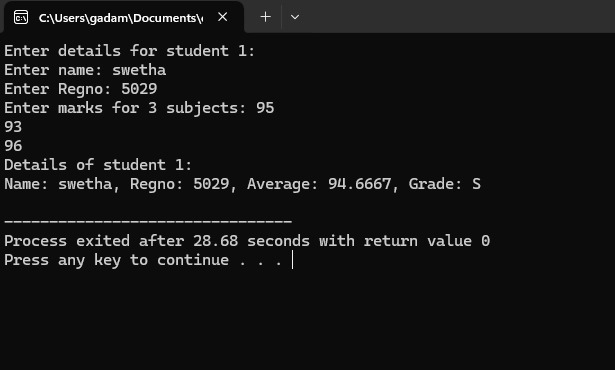 C:\Users\gadam\Documents\
Enter details for student 1:
Enter name: swetha
Enter Regno: 5029
Enter marks for 3 subjects: 95
93
96
Details of student 1:
Name: swetha, Regno: 5029, Average: 94.6667, Grade: S
--------------------------------
Process exited after 28.68 seconds with return value 0
Press any key to continue . . .